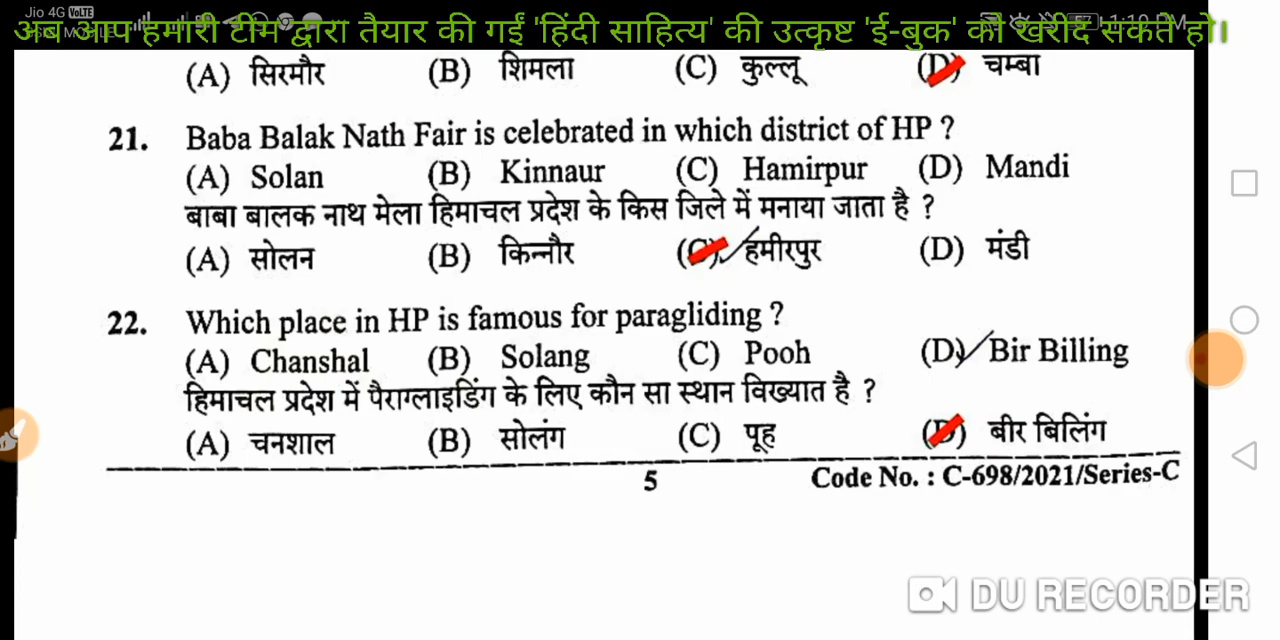 Jio 4G VoLTE
अब आप हमारी टीम द्वारा तैयार की गईं 'हिंदी साहित्य' की उत्कृष्ट 'ई-बुक' को खरीद सकते हो।
(A) सिरमौर (B) शिमला (C) कुल्लू (D) चम्बा
21. Baba Balak Nath Fair is celebrated in which district of HP ?
(A) Solan (B) Kinnaur (C) Hamirpur (D) Mandi
बाबा बालक नाथ मेला हिमाचल प्रदेश के किस जिले में मनाया जाता है ?
(A) सोलन (B) किन्नौर (C) हमीरपुर (D) मंडी
22. Which place in HP is famous for paragliding ?
(A) Chanshal (B) Solang (C) Pooh (D) Bir Billing
हिमाचल प्रदेश में पैराग्लाइडिंग के लिए कौन सा स्थान विख्यात है ?
(A) चनशाल (B) सोलंग (C) पूह (D) बीर बिलिंग
5 Code No. : C-698/2021/Series-C
DU RECORDER